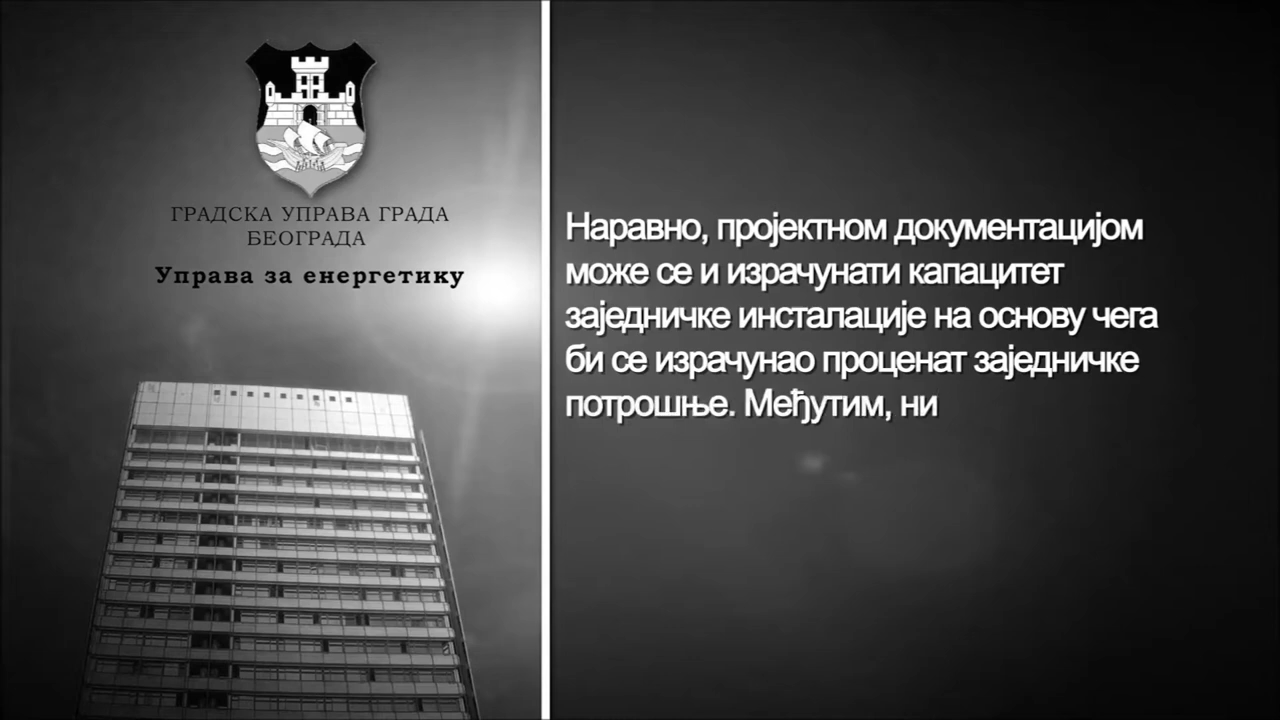 ГРАДСКА УПРАВА ГРАДА
БЕОГРАДА
Управа за енергетику
Наравно, пројектном документацијом
може се и израчунати капацитет
заједничке инсталације на основу чега
би се израчунао проценат заједничке
потрошње. Међутим, ни